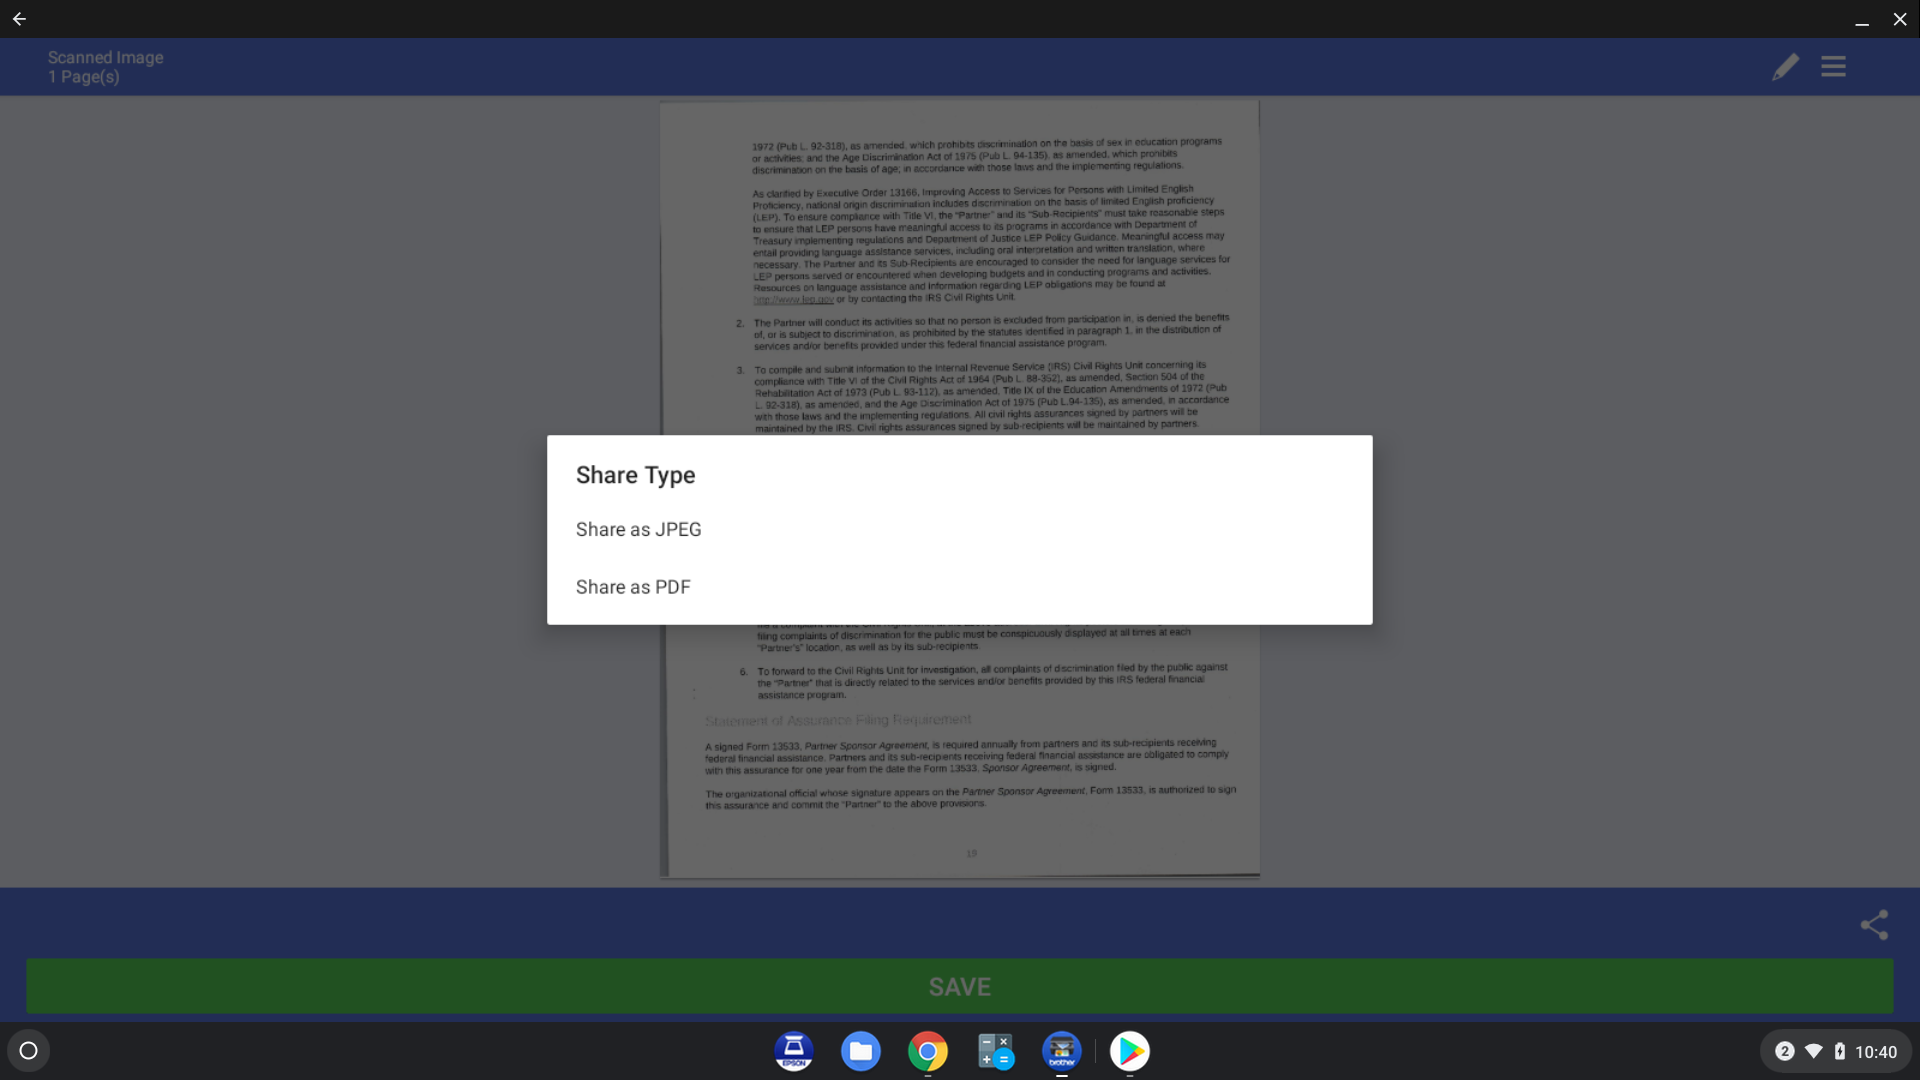 Scanned Image
1 Page(s)
1972 (Pub L. 92-318), as amended, which prohibits discrimination on the basis of sex in education programs
or activities; and the Age Discrimination Act of 1975 (Pub L. 94-135), as amended, which prohibits
discrimination on the basis of age; in accordance with those laws and the implementing regulations.
As clarified by Executive Order 13166, Improving Access to Services for Persons with Limited English
Proficiency, national origin discrimination includes discrimination on the basis of limited English proficiency
(LEP). To ensure compliance with Title VI, the "Partner" and its "Sub-Recipients" must take reasonable steps
to ensure that LEP persons have meaningful access to its programs in accordance with Department of
Treasury implementing regulations and Department of Justice LEP Policy Guidance. Meaningful access may
entail providing language assistance services, including oral interpretation and written translation, where
necessary. The Partner and its Sub-Recipients are encouraged to consider the need for language services for
LEP persons served or encountered when developing budgets and in conducting programs and activities.
Resources on language assistance and information regarding LEP obligations may be found at
http://www.lep.gov or by contacting the IRS Civil Rights Unit.
2. The Partner will conduct its activities so that no person is excluded from participation in, is denied the benefits
of, or is subject to discrimination, as prohibited by the statutes identified in paragraph 1, in the distribution of
services and/or benefits provided under this federal financial assistance program.
3. To compile and submit information to the Internal Revenue Service (IRS) Civil Rights Unit concerning its
compliance with Title VI of the Civil Rights Act of 1964 (Pub L. 88-352), as amended, Section 504 of the
Rehabilitation Act of 1973 (Pub L. 93-112), as amended, Title IX of the Education Amendments of 1972 (Pub
L. 92-318), as amended, and the Age Discrimination Act of 1975 (Pub L.94-135), as amended, in accordance
with those laws and the implementing regulations. All civil rights assurances signed by partners will be
maintained by the IRS. Civil rights assurances signed by sub-recipients will be maintained by partners.
Share Type
Share as JPEG
Share as PDF
filing complaints of discrimination for the public must be conspicuously displayed at all times at each
"Partner's" location, as well as by its sub-recipients.
6. To forward to the Civil Rights Unit for investigation, all complaints of discrimination filed by the public against
the "Partner" that is directly related to the services and/or benefits provided by this IRS federal financial
assistance program.
Statement of Assurance Filing Requirement
A signed Form 13533, Partner Sponsor Agreement, is required annually from partners and its sub-recipients receiving
federal financial assistance. Partners and its sub-recipients receiving federal financial assistance are obligated to comply
with this assurance for one year from the date the Form 13533, Sponsor Agreement, is signed.
The organizational official whose signature appears on the Partner Sponsor Agreement, Form 13533, is authorized to sign
this assurance and commit the "Partner" to the above provisions.
19
SAVE
EPSON
brother
2
10:40